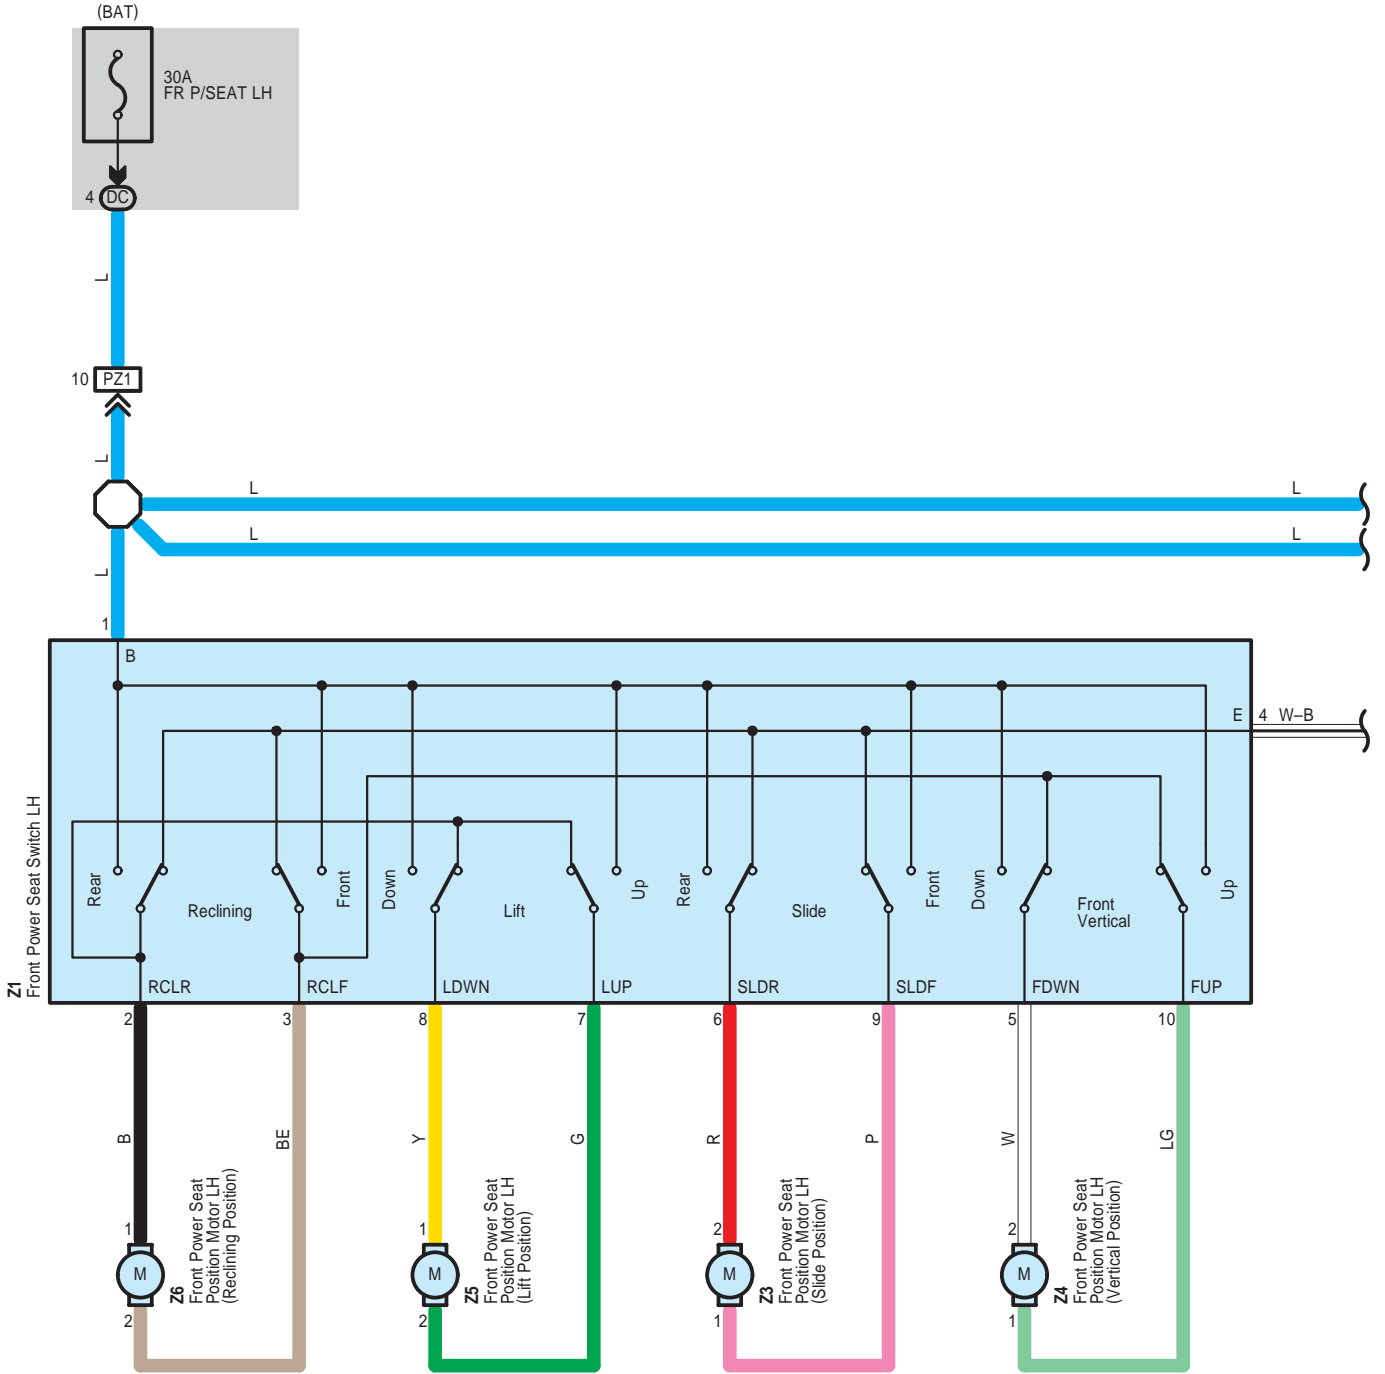 (BAT)
30A
FR P/SEAT LH
4 DC
L
10 PZ1
L
L L
L L
L
1
B
E 4 W–B
Z1
Front Power Seat Switch LH
Rear
Reclining
Front
Down
Lift
Up
Rear
Slide
Front
Down
Front
Vertical
Up
RCLR RCLF LDWN LUP SLDR SLDF FDWN FUP
2 3 8 7 6 9 5 10
B BE Y G R P W LG
1 1 2 2
M M M M
Z6
Front Power Seat
Position Motor LH
(Reclining Position)
Z5
Front Power Seat
Position Motor LH
(Lift Position)
Z3
Front Power Seat
Position Motor LH
(Slide Position)
Z4
Front Power Seat
Position Motor LH
(Vertical Position)
2 2 1 1